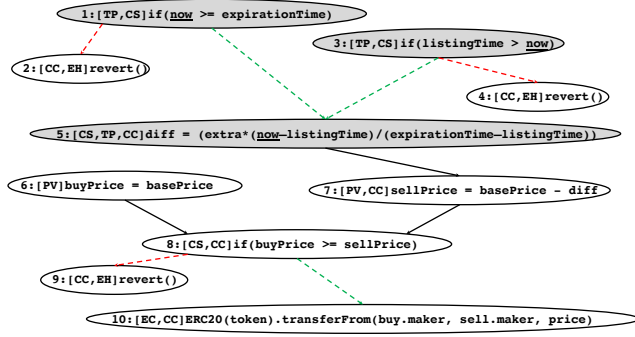 1:[TP,CS]if(now >= expirationTime)
3:[TP,CS]if(listingTime > now)
2:[CC,EH]revert()
4:[CC,EH]revert()
5:[CS,TP,CC]diff = (extra*(now—listingTime)/(expirationTime—listingTime))
6:[PV]buyPrice = basePrice
7:[PV,CC]sellPrice = basePrice - diff
8:[CS,CC]if(buyPrice >= sellPrice)
9:[CC,EH]revert()
10:[EC,CC]ERC20(token).transferFrom(buy.maker, sell.maker, price)